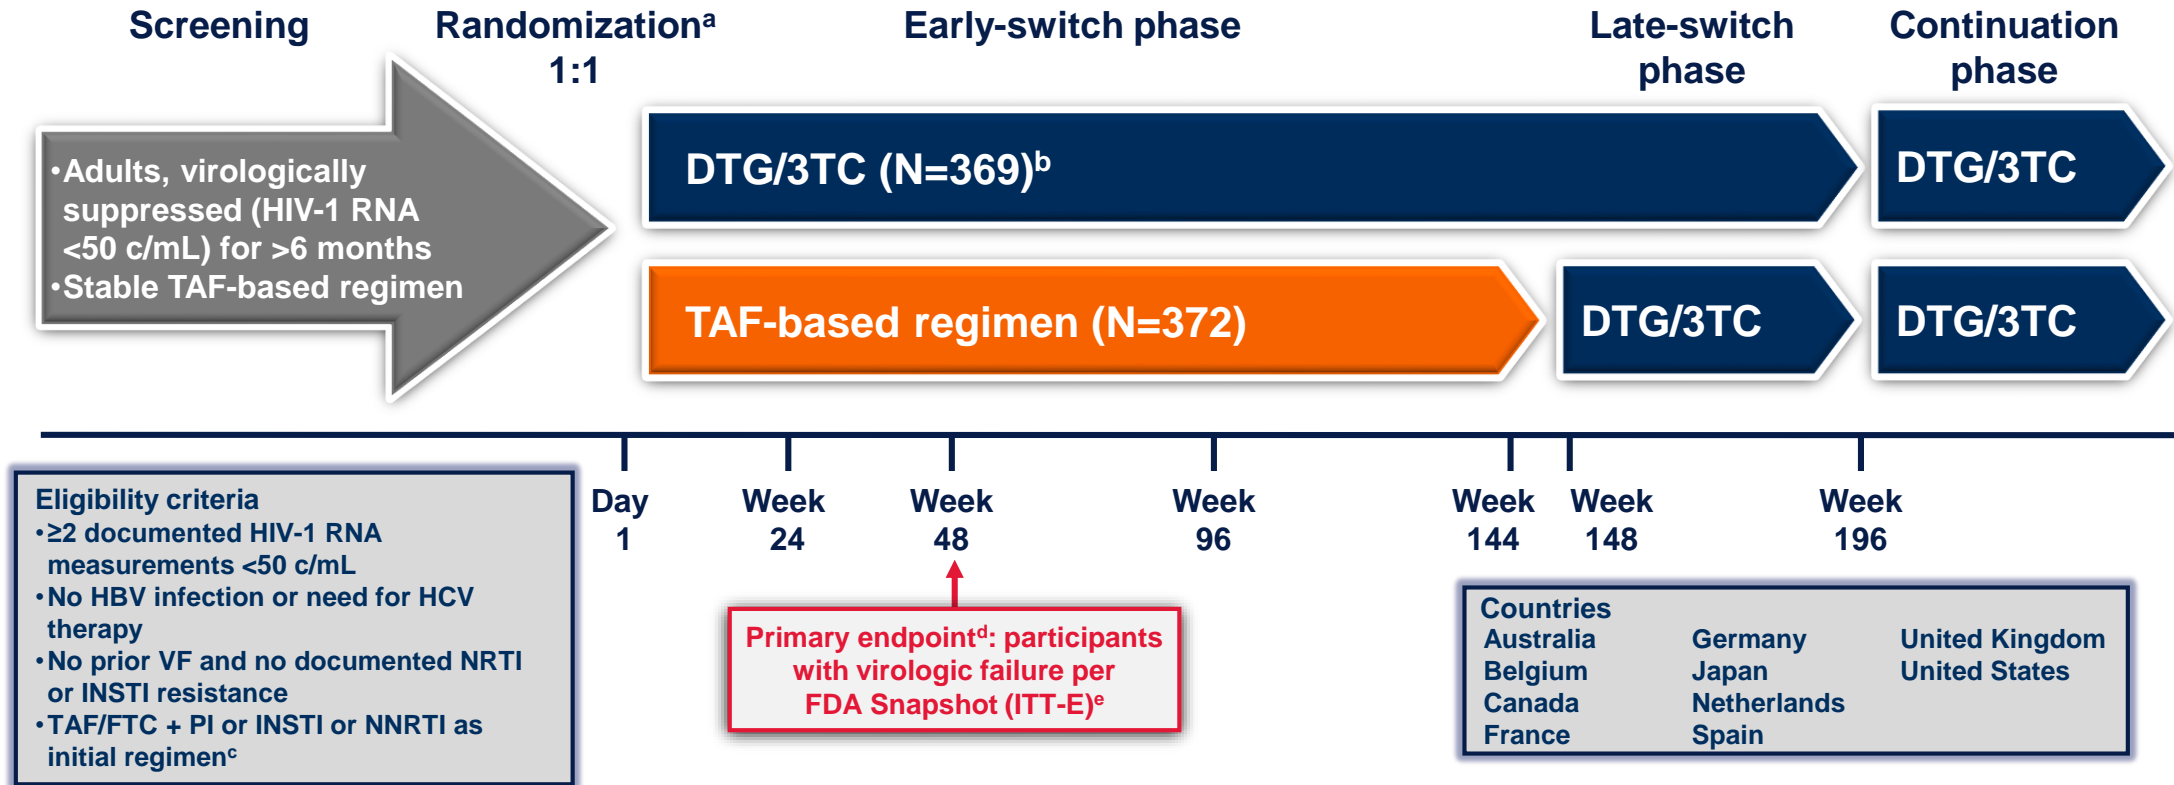 Screening
Randomizationᵃ
1:1
Early-switch phase
Late-switch
phase
Continuation
phase
•Adults, virologically
suppressed (HIV-1 RNA
<50 c/mL) for >6 months
•Stable TAF-based regimen
DTG/3TC (N=369)ᵇ
DTG/3TC
TAF-based regimen (N=372)
DTG/3TC
DTG/3TC
Day
1
Week
24
Week
48
Week
96
Week
144
Week
148
Week
196
Eligibility criteria
•≥2 documented HIV-1 RNA
measurements <50 c/mL
•No HBV infection or need for HCV
therapy
•No prior VF and no documented NRTI
or INSTI resistance
•TAF/FTC + PI or INSTI or NNRTI as
initial regimenᶜ
Primary endpointᵈ: participants
with virologic failure per
FDA Snapshot (ITT-E)ᵉ
Countries
Australia Germany United Kingdom
Belgium Japan United States
Canada Netherlands
France Spain